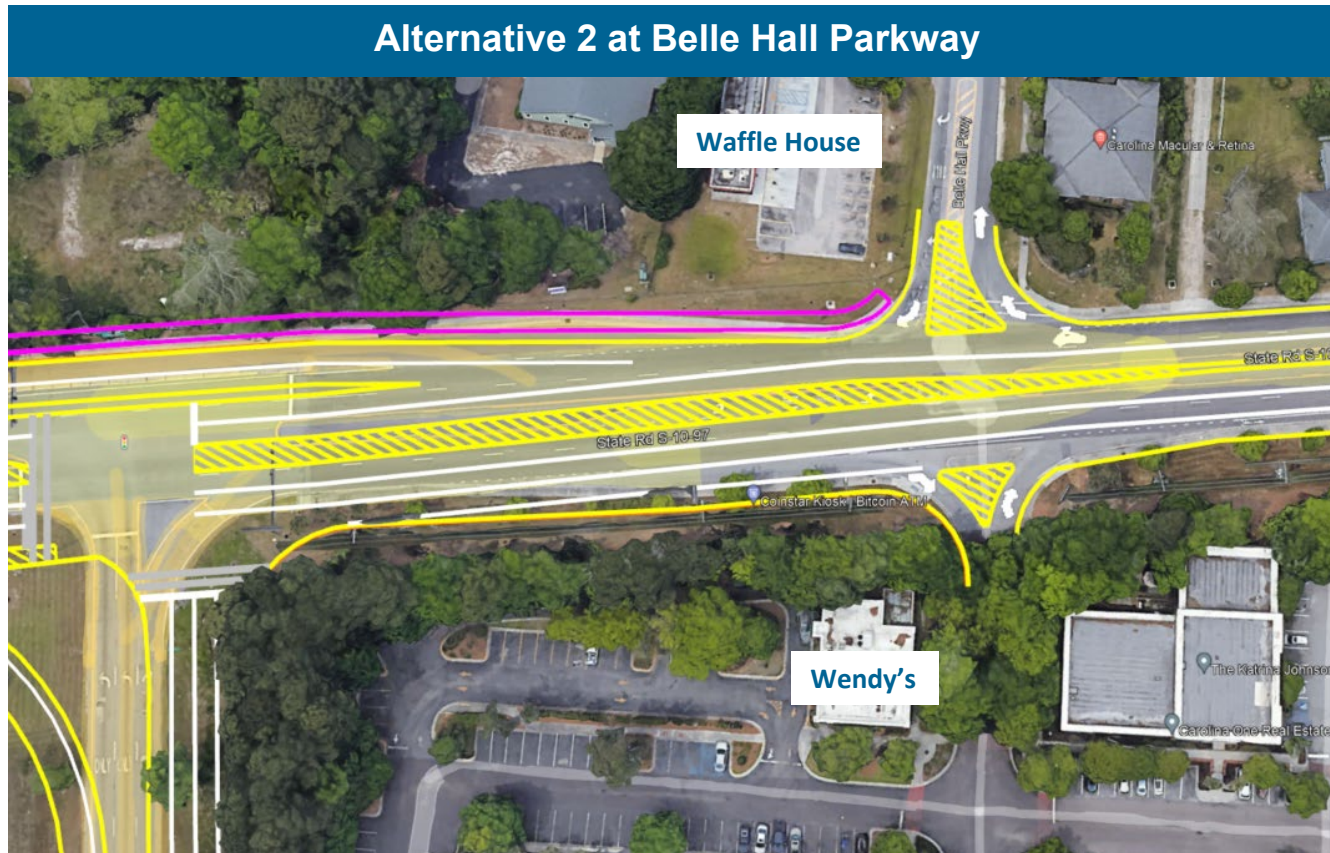 Alternative 2 at Belle Hall Parkway
Waffle House
Belle Hall Pkwy
Carolina Macular & Retina
State Rd S-10
State Rd S-10-97
Coinstar Kiosk | Bitcoin ATM
Wendy's
The Katrina Johnson
Carolina One Real Estate